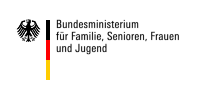 Bundesministerium
für Familie, Senioren, Frauen
und Jugend